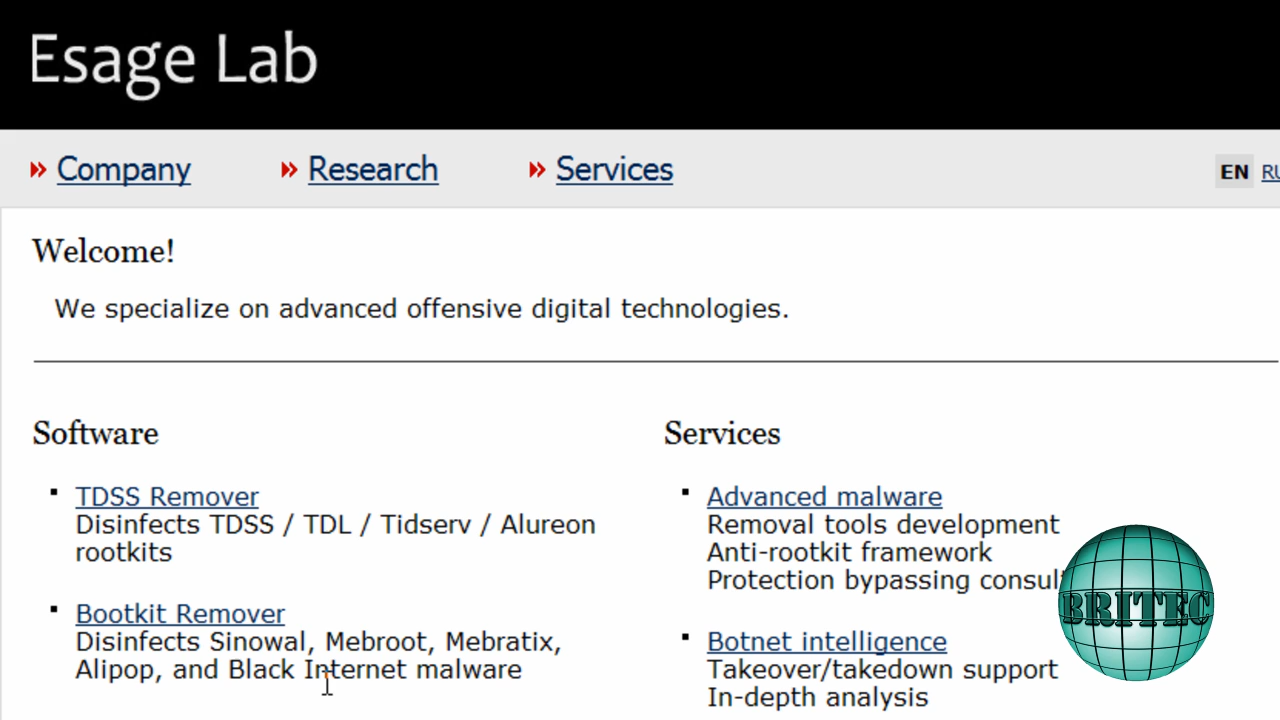 Esage Lab
Company
Research
Services
EN
Welcome!
We specialize on advanced offensive digital technologies.
Software
TDSS Remover
Disinfects TDSS / TDL / Tidserv / Alureon
rootkits
Bootkit Remover
Disinfects Sinowal, Mebroot, Mebratix,
Alipop, and Black Internet malware
Services
Advanced malware
Removal tools development
Anti-rootkit framework
Protection bypassing
Botnet intelligence
Takeover/takedown support
In-depth analysis
BRITEC